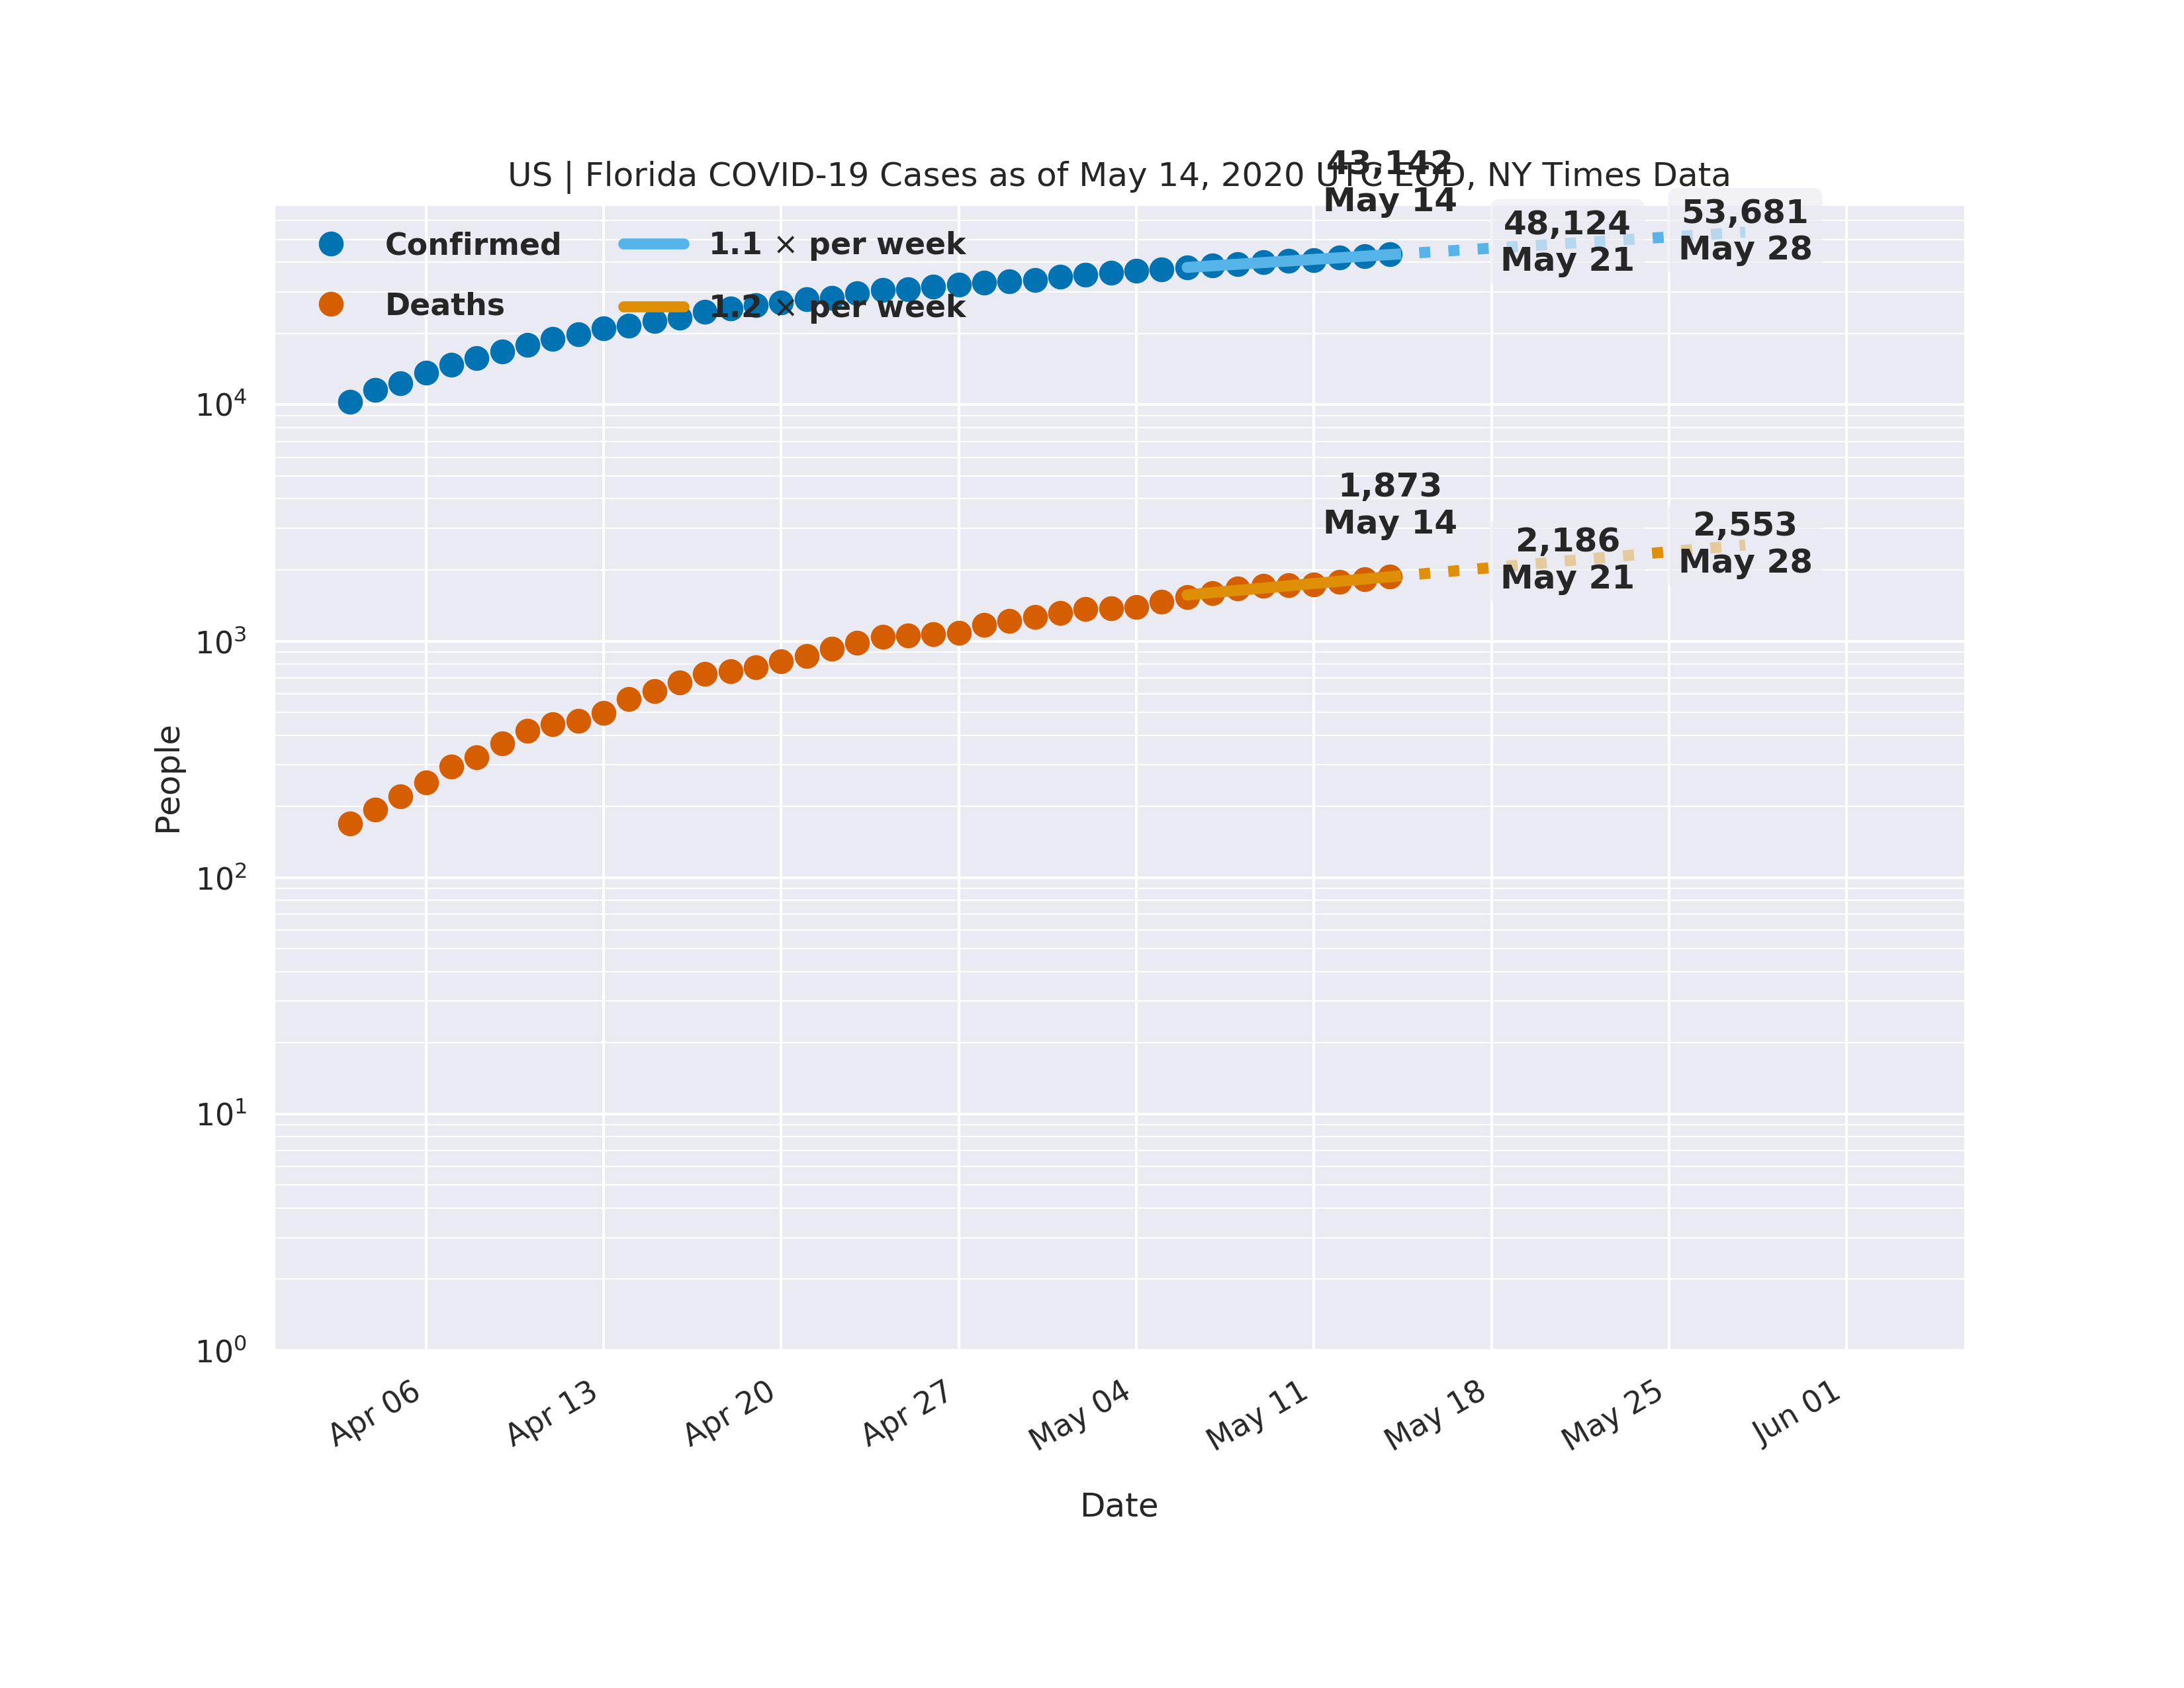 US | Florida COVID-19 Cases as of May 14, 2020 UTC EOD, NY Times Data
43,142
May 14
48,124
May 21
53,681
May 28
Confirmed
Deaths
1.1 × per week
1.2 × per week
1,873
May 14
2,186
May 21
2,553
May 28
People
10⁴
10³
10²
10¹
10⁰
Apr 06
Apr 13
Apr 20
Apr 27
May 04
May 11
May 18
May 25
Jun 01
Date